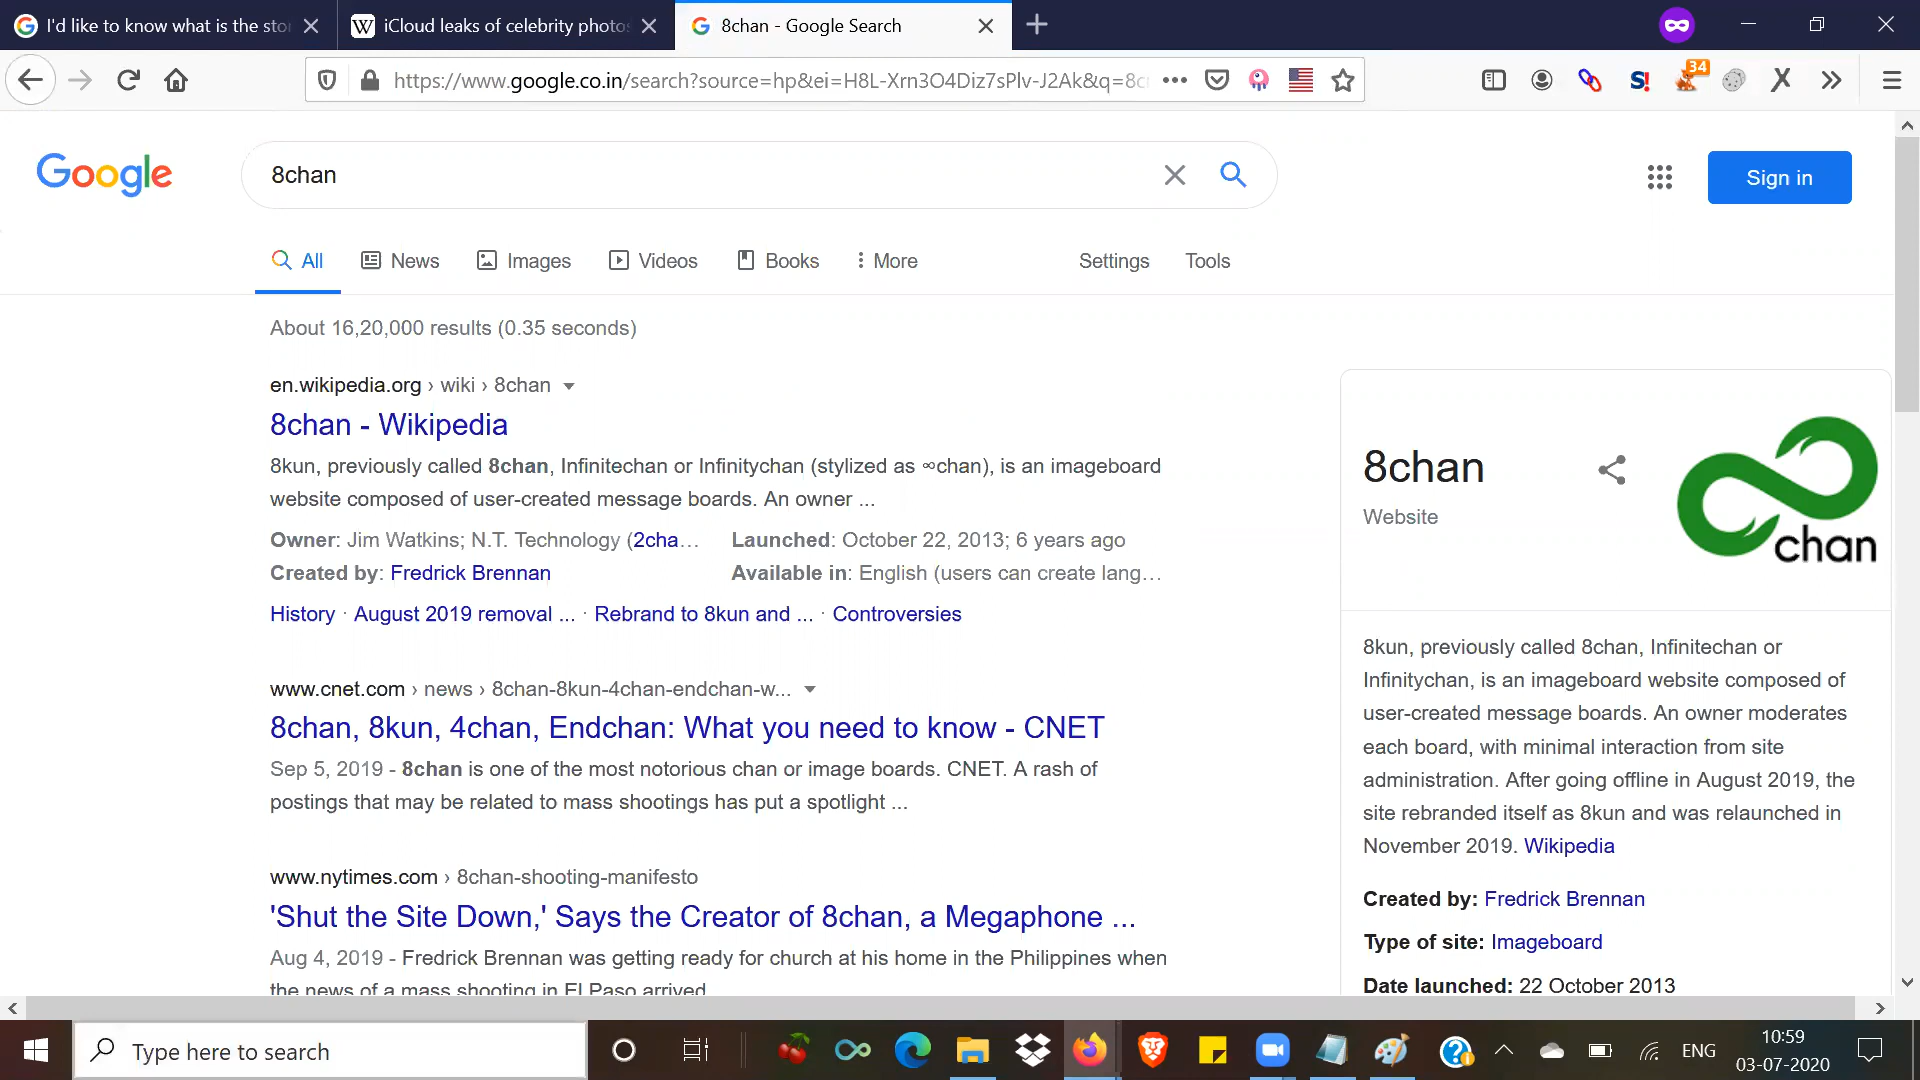 I'd like to know what is the sto
iCloud leaks of celebrity photo
8chan - Google Search
https://www.google.co.in/search?source=hp&ei=H8L-Xrn3O4Diz7sPlv-J2Ak&q=8c
S!
34
Google
8chan
Sign in
All
News
Images
Videos
Books
More
Settings
Tools
About 16,20,000 results (0.35 seconds)
en.wikipedia.org › wiki › 8chan
8chan - Wikipedia
8kun, previously called 8chan, Infinitechan or Infinitychan (stylized as ∞chan), is an imageboard
website composed of user-created message boards. An owner ...
Owner: Jim Watkins; N.T. Technology (2cha…
Launched: October 22, 2013; 6 years ago
Created by: Fredrick Brennan
Available in: English (users can create lang…
History · August 2019 removal ... · Rebrand to 8kun and ... · Controversies
www.cnet.com › news › 8chan-8kun-4chan-endchan-w...
8chan, 8kun, 4chan, Endchan: What you need to know - CNET
Sep 5, 2019 - 8chan is one of the most notorious chan or image boards. CNET. A rash of
postings that may be related to mass shootings has put a spotlight ...
www.nytimes.com › 8chan-shooting-manifesto
'Shut the Site Down,' Says the Creator of 8chan, a Megaphone ...
Aug 4, 2019 - Fredrick Brennan was getting ready for church at his home in the Philippines when
the news of a mass shooting in El Paso arrived
8chan
Website
chan
8kun, previously called 8chan, Infinitechan or
Infinitychan, is an imageboard website composed of
user-created message boards. An owner moderates
each board, with minimal interaction from site
administration. After going offline in August 2019, the
site rebranded itself as 8kun and was relaunched in
November 2019. Wikipedia
Created by: Fredrick Brennan
Type of site: Imageboard
Date launched: 22 October 2013
Type here to search
ENG
10:59
03-07-2020